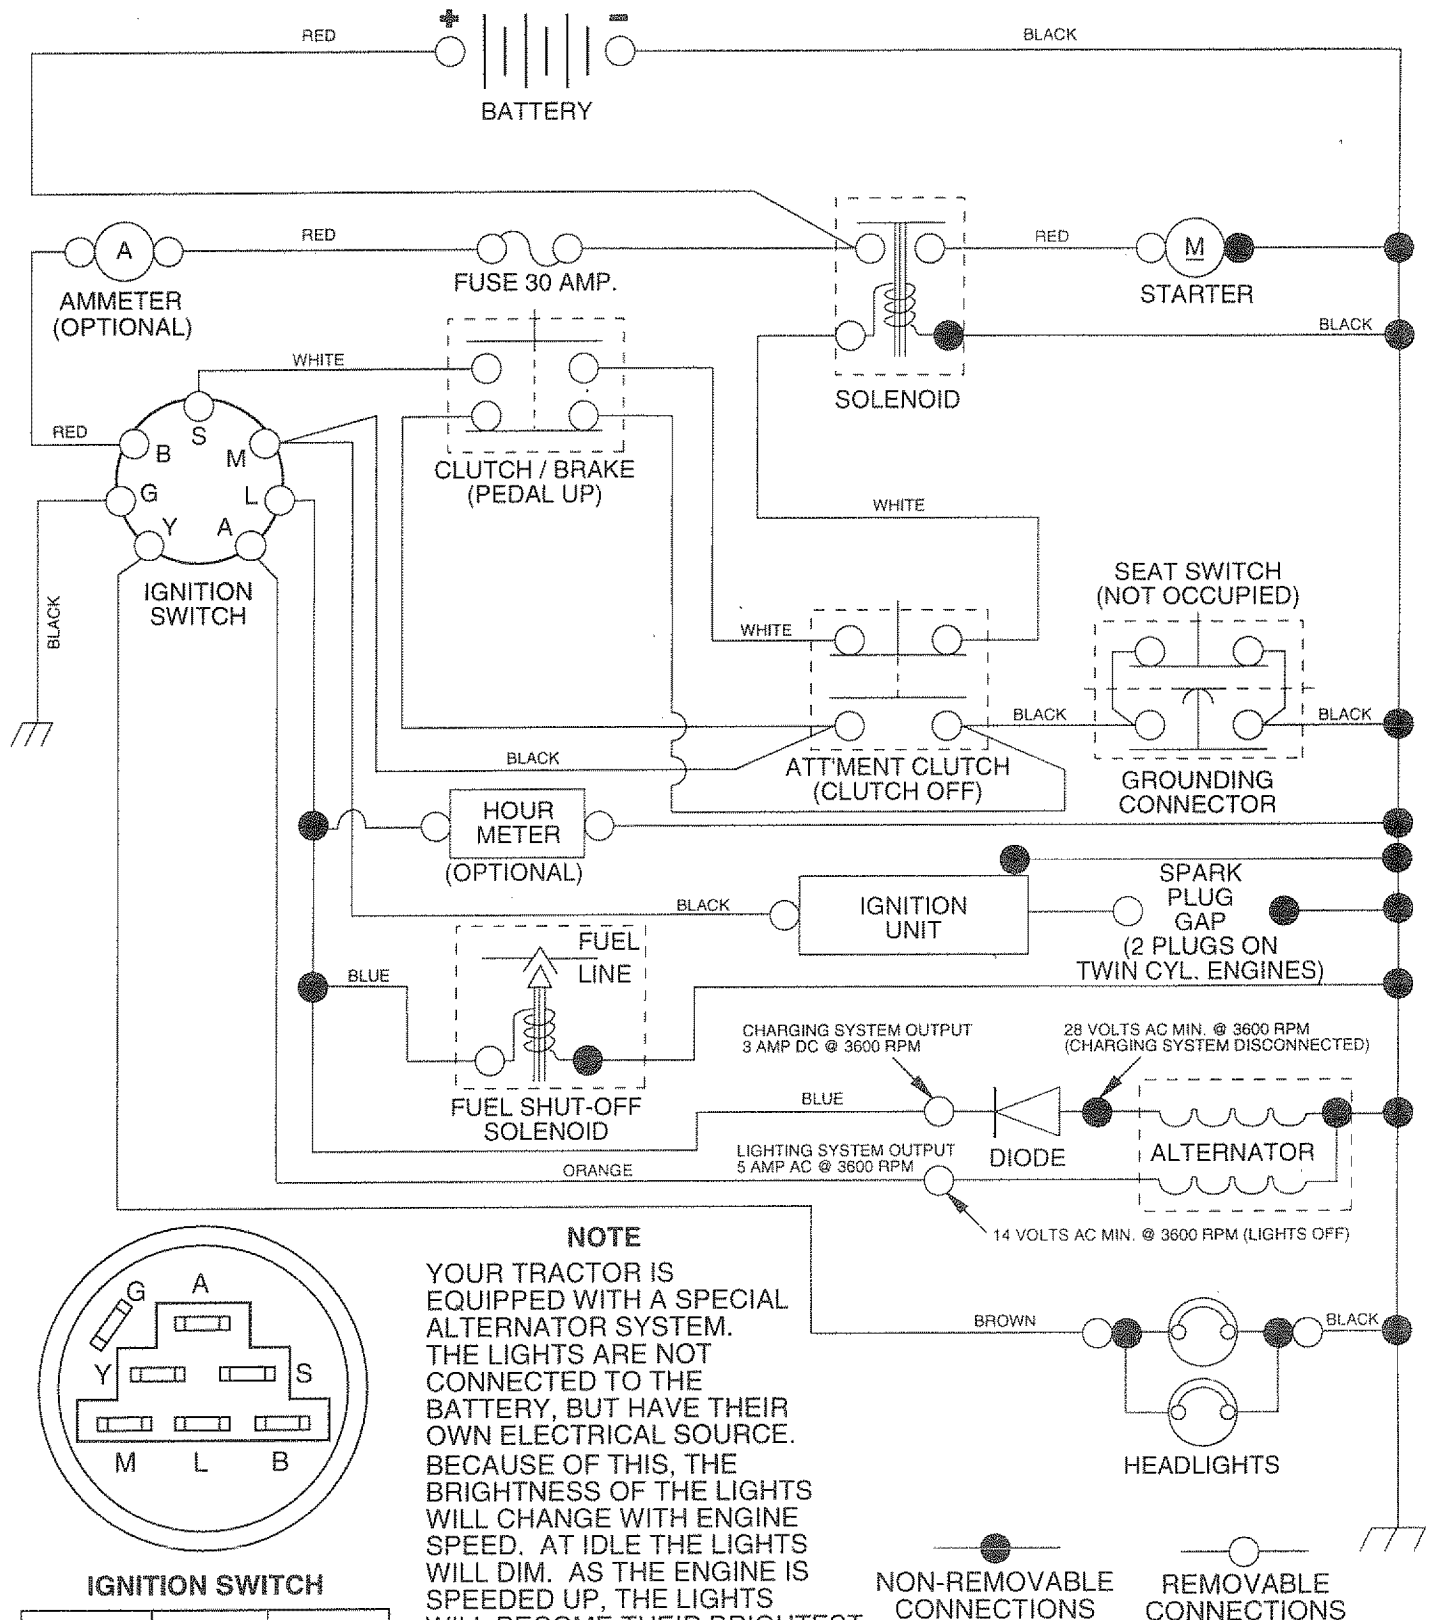 + −
RED
BLACK
BATTERY
RED
RED
A
M
AMMETER
(OPTIONAL)
FUSE 30 AMP.
STARTER
BLACK
WHITE
SOLENOID
RED
S
B
M
G
L
Y
A
CLUTCH / BRAKE
(PEDAL UP)
WHITE
IGNITION
SWITCH
BLACK
SEAT SWITCH
(NOT OCCUPIED)
WHITE
BLACK
BLACK
BLACK
ATT'MENT CLUTCH
(CLUTCH OFF)
GROUNDING
CONNECTOR
HOUR
METER
(OPTIONAL)
BLACK
IGNITION
UNIT
SPARK
PLUG
GAP
(2 PLUGS ON
TWIN CYL. ENGINES)
FUEL
LINE
BLUE
CHARGING SYSTEM OUTPUT
3 AMP DC @ 3600 RPM
28 VOLTS AC MIN. @ 3600 RPM
(CHARGING SYSTEM DISCONNECTED)
FUEL SHUT-OFF
SOLENOID
BLUE
DIODE
ALTERNATOR
LIGHTING SYSTEM OUTPUT
5 AMP AC @ 3600 RPM
ORANGE
14 VOLTS AC MIN. @ 3600 RPM (LIGHTS OFF)
NOTE
YOUR TRACTOR IS
EQUIPPED WITH A SPECIAL
ALTERNATOR SYSTEM.
THE LIGHTS ARE NOT
CONNECTED TO THE
BATTERY, BUT HAVE THEIR
OWN ELECTRICAL SOURCE.
BECAUSE OF THIS, THE
BRIGHTNESS OF THE LIGHTS
WILL CHANGE WITH ENGINE
SPEED. AT IDLE THE LIGHTS
WILL DIM. AS THE ENGINE IS
SPEEDED UP, THE LIGHTS
WILL BECOME THEIR BRIGHTEST
BROWN
BLACK
HEADLIGHTS
G
A
Y
S
M
L
B
IGNITION SWITCH
NON-REMOVABLE
CONNECTIONS
REMOVABLE
CONNECTIONS